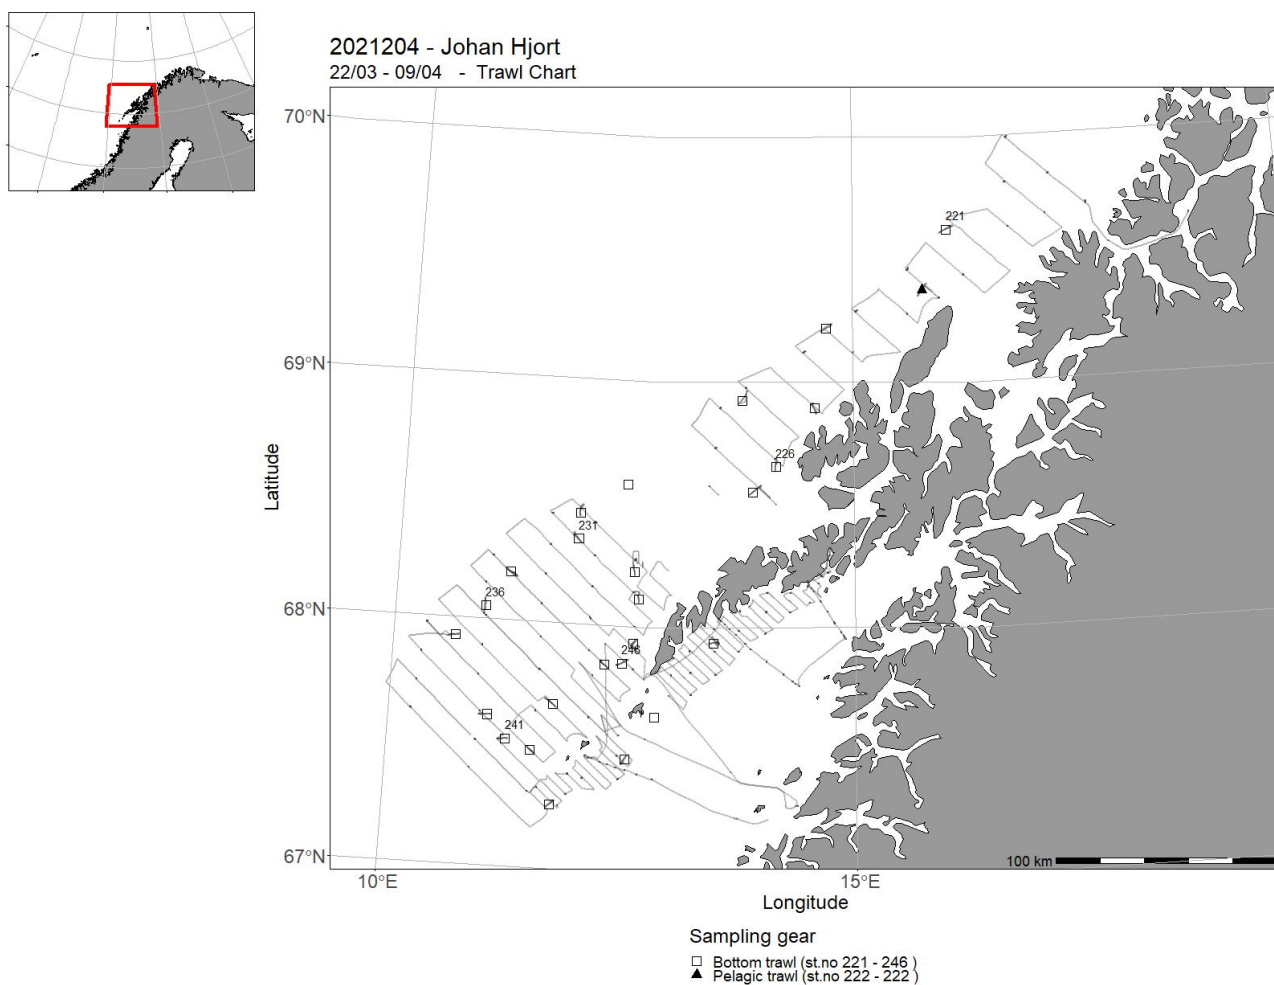 2021204 - Johan Hjort
22/03 - 09/04 - Trawl Chart
70°N
221
69°N
226
231
236
68°N
246
241
67°N
100 km
10°E
15°E
Latitude
Longitude
Sampling gear
Bottom trawl (st.no 221 - 246 )
Pelagic trawl (st.no 222 - 222 )